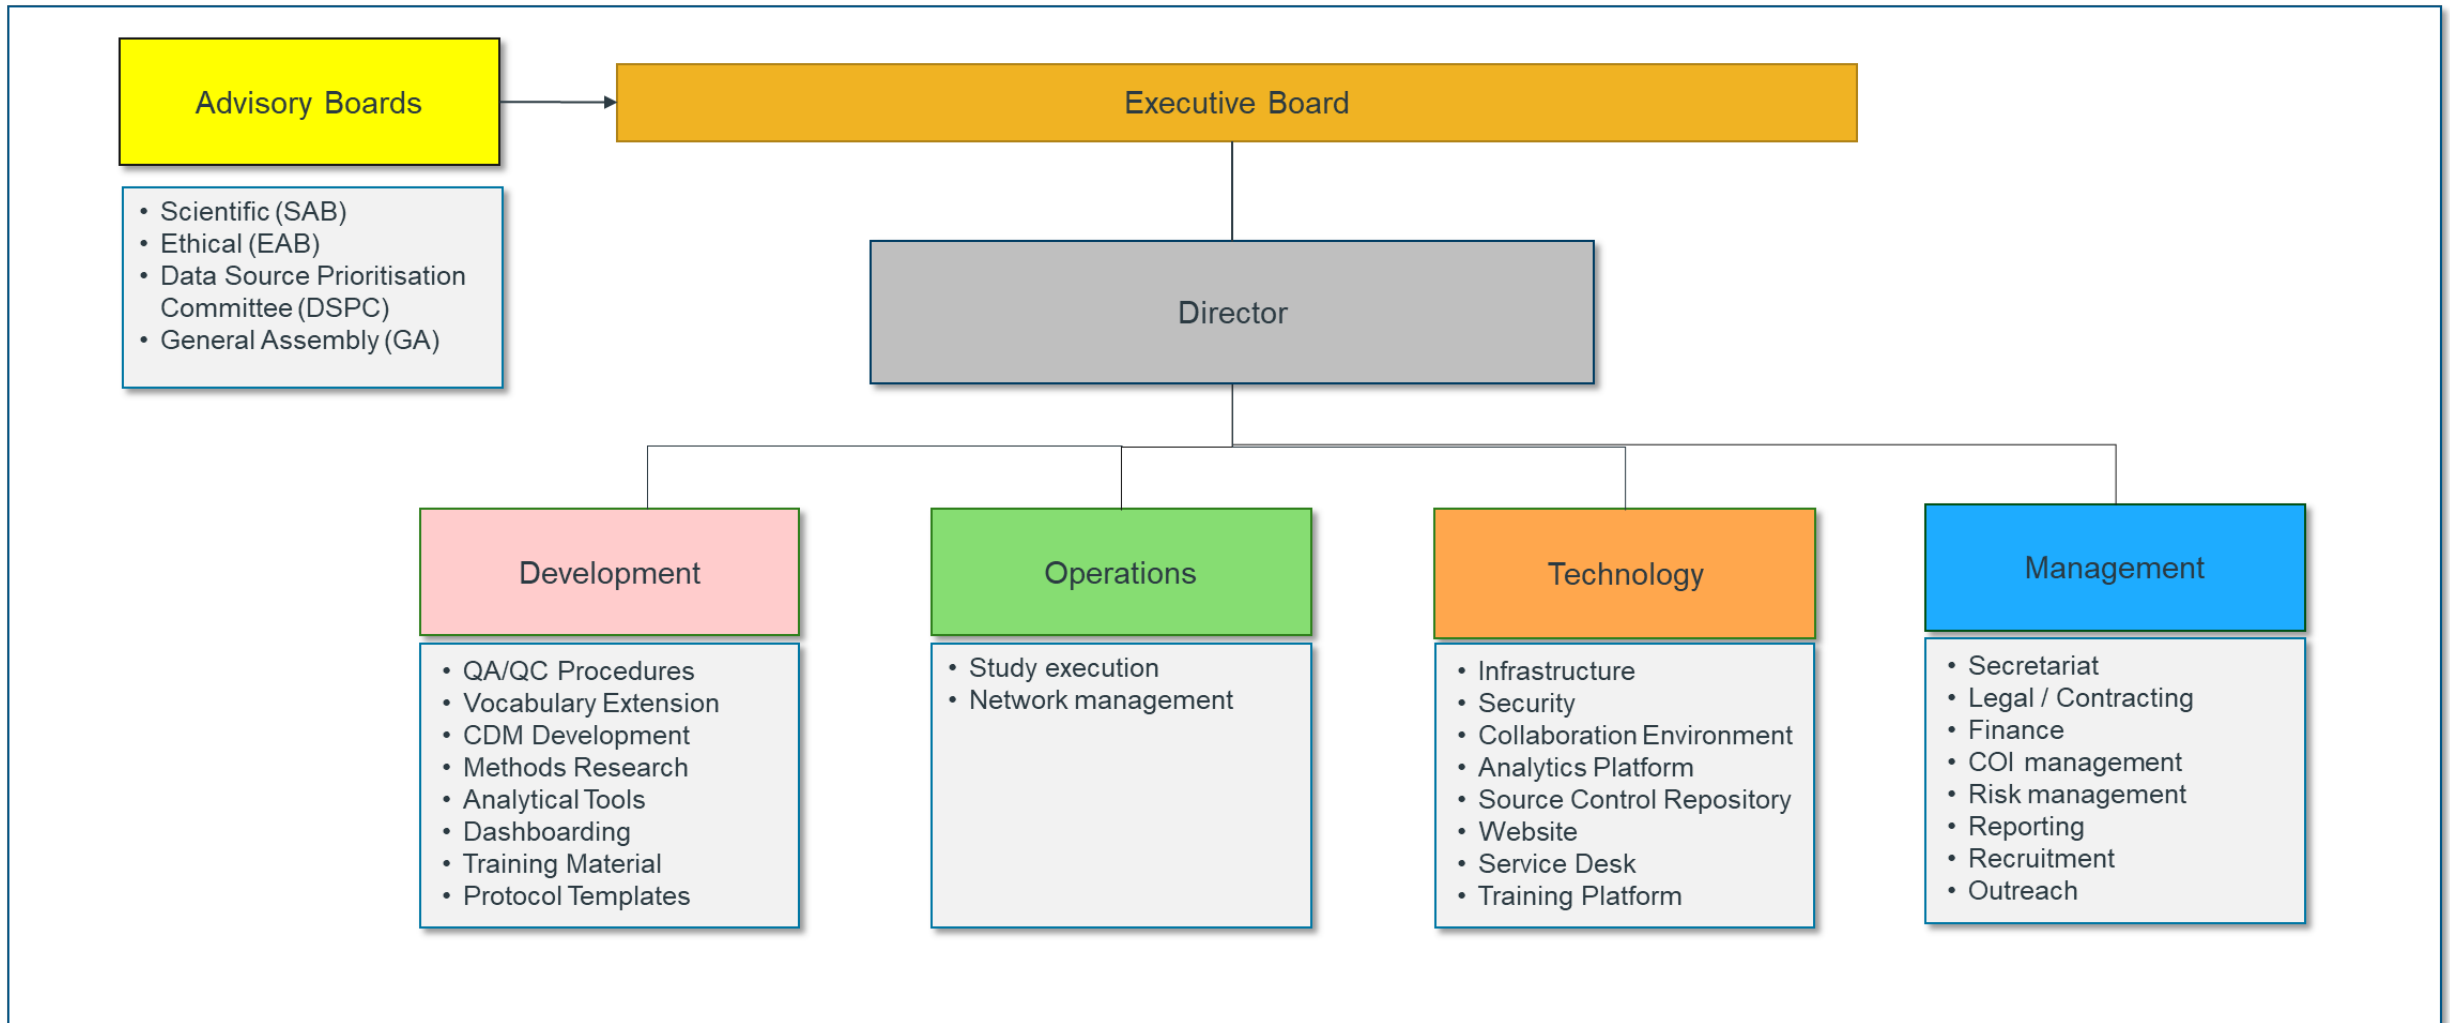 Advisory Boards
Executive Board
• Scientific (SAB)
• Ethical (EAB)
• Data Source Prioritisation
Committee (DSPC)
• General Assembly (GA)
Director
Development
• QA/QC Procedures
• Vocabulary Extension
• CDM Development
• Methods Research
• Analytical Tools
• Dashboarding
• Training Material
• Protocol Templates
Operations
• Study execution
• Network management
Technology
• Infrastructure
• Security
• Collaboration Environment
• Analytics Platform
• Source Control Repository
• Website
• Service Desk
• Training Platform
Management
• Secretariat
• Legal / Contracting
• Finance
• COI management
• Risk management
• Reporting
• Recruitment
• Outreach